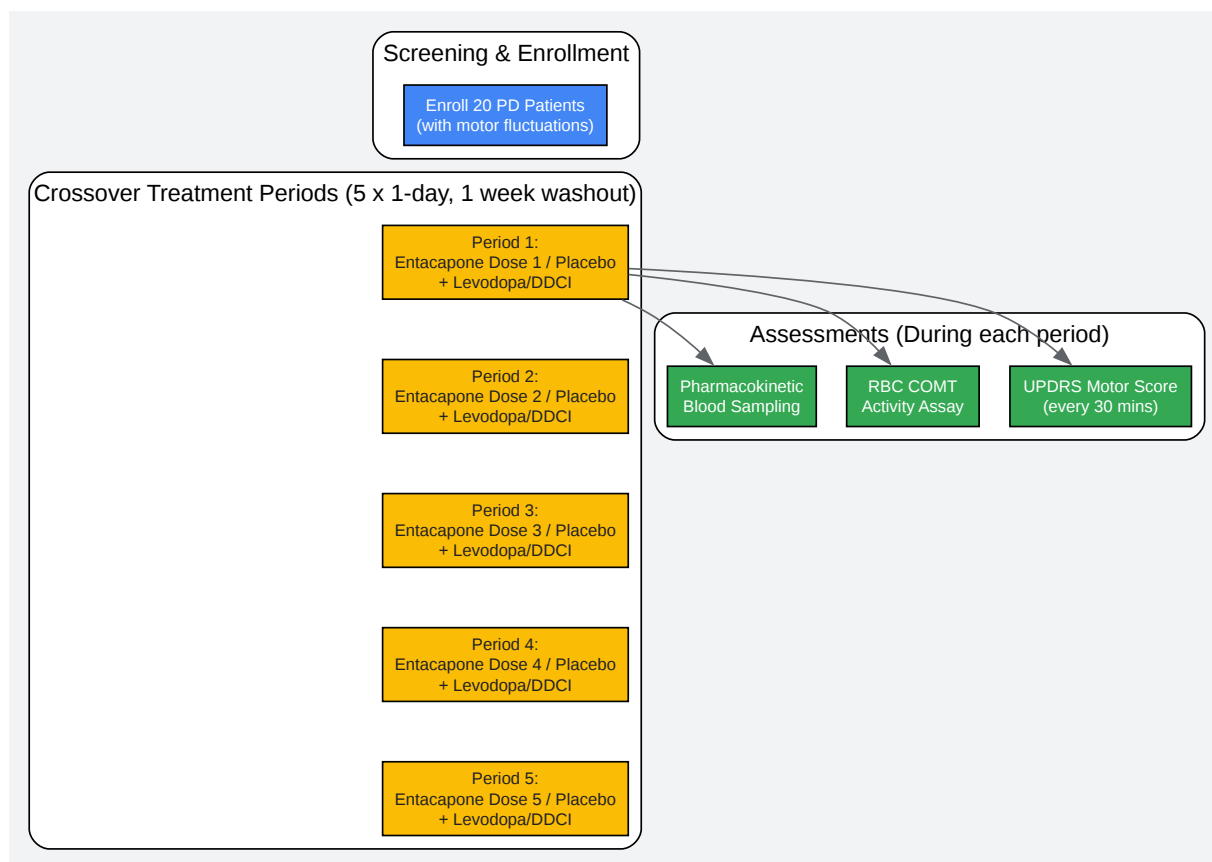 Screening & Enrollment
Enroll 20 PD Patients
(with motor fluctuations)
Crossover Treatment Periods (5 x 1-day, 1 week washout)
Period 1:
Entacapone Dose 1 / Placebo
+ Levodopa/DDCI
Assessments (During each period)
Pharmacokinetic
Blood Sampling
RBC COMT
Activity Assay
UPDRS Motor Score
(every 30 mins)
Period 2:
Entacapone Dose 2 / Placebo
+ Levodopa/DDCI
Period 3:
Entacapone Dose 3 / Placebo
+ Levodopa/DDCI
Period 4:
Entacapone Dose 4 / Placebo
+ Levodopa/DDCI
Period 5:
Entacapone Dose 5 / Placebo
+ Levodopa/DDCI